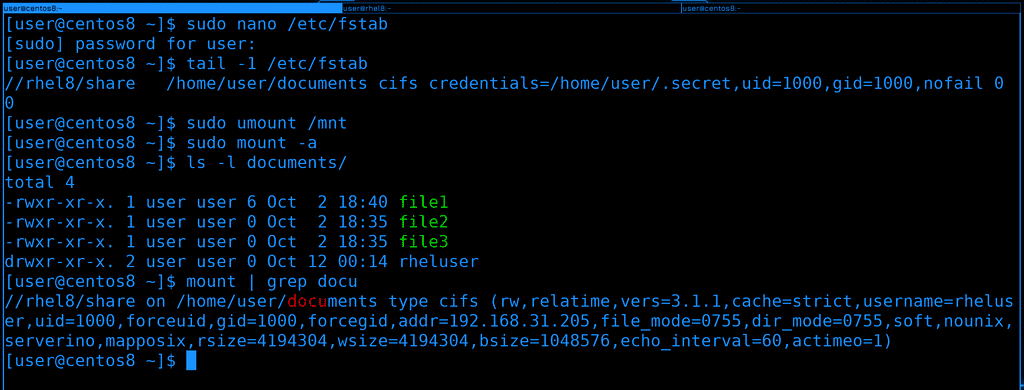 user@centos8:~
user@rhel8:~
user@centos8:~
[user@centos8 ~]$ sudo nano /etc/fstab
[sudo] password for user:
[user@centos8 ~]$ tail -1 /etc/fstab
//rhel8/share   /home/user/documents cifs credentials=/home/user/.secret,uid=1000,gid=1000,nofail 0
0
[user@centos8 ~]$ sudo umount /mnt
[user@centos8 ~]$ sudo mount -a
[user@centos8 ~]$ ls -l documents/
total 4
-rwxr-xr-x. 1 user user 6 Oct  2 18:40 file1
-rwxr-xr-x. 1 user user 0 Oct  2 18:35 file2
-rwxr-xr-x. 1 user user 0 Oct  2 18:35 file3
drwxr-xr-x. 2 user user 0 Oct 12 00:14 rheluser
[user@centos8 ~]$ mount | grep docu
//rhel8/share on /home/user/documents type cifs (rw,relatime,vers=3.1.1,cache=strict,username=rhelus
er,uid=1000,forceuid,gid=1000,forcegid,addr=192.168.31.205,file_mode=0755,dir_mode=0755,soft,nounix,
serverino,mapposix,rsize=4194304,wsize=4194304,bsize=1048576,echo_interval=60,actimeo=1)
[user@centos8 ~]$